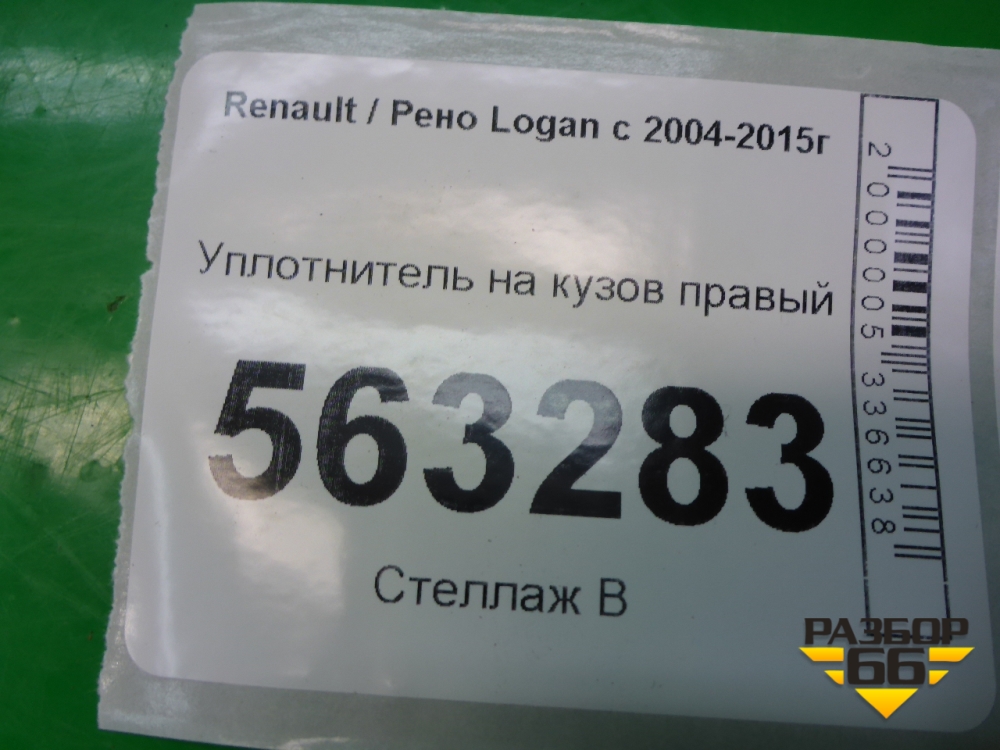 Renault / Рено Logan с 2004-2015г
Уплотнитель на кузов правый
563283
Стеллаж В
2000005336638
РАЗБОР
66